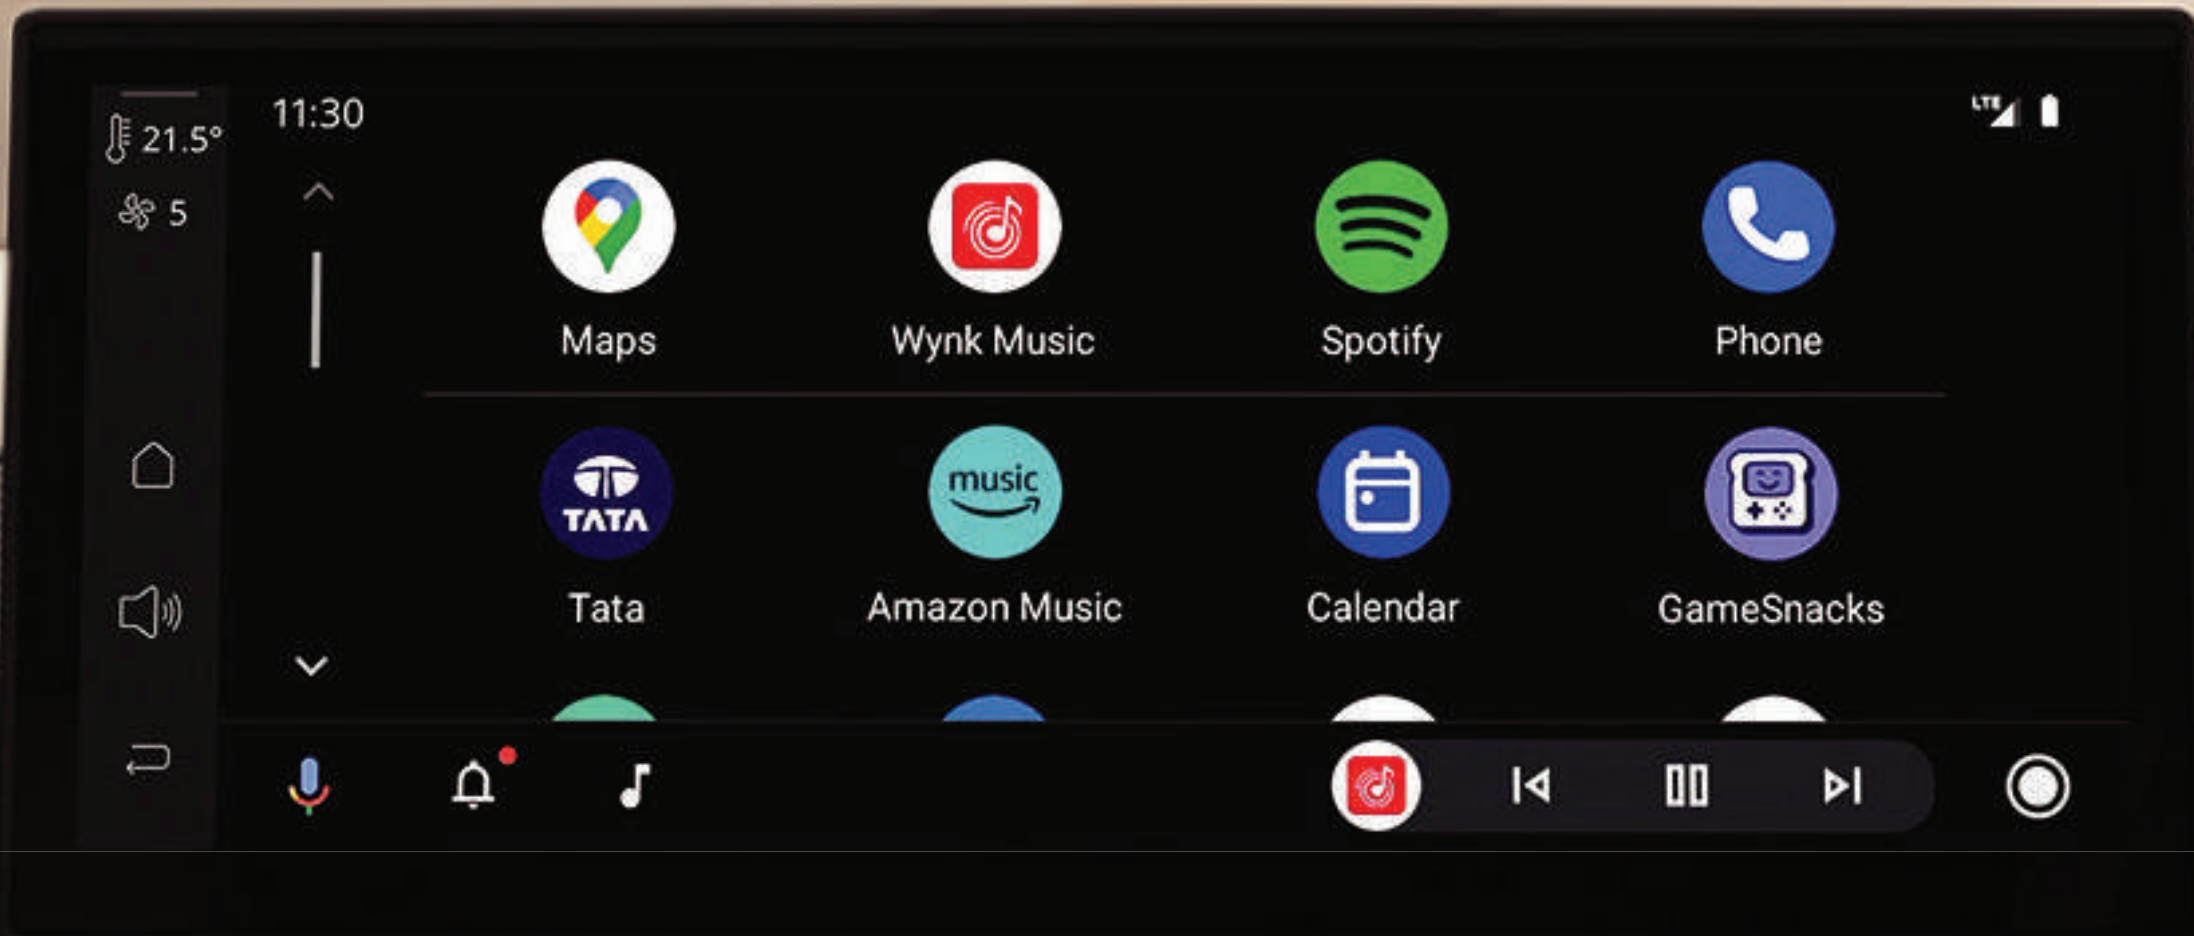 21.5°
5
11:30
LTE
Maps
Wynk Music
Spotify
Phone
TATA
music
Tata
Amazon Music
Calendar
GameSnacks